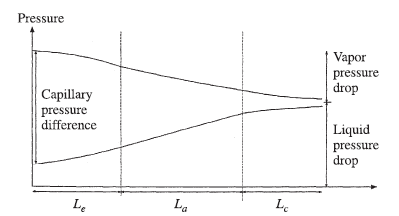 Pressure
Vapor
pressure
drop
Capillary
pressure
difference
Liquid
pressure
drop
L_e
L_a
L_c